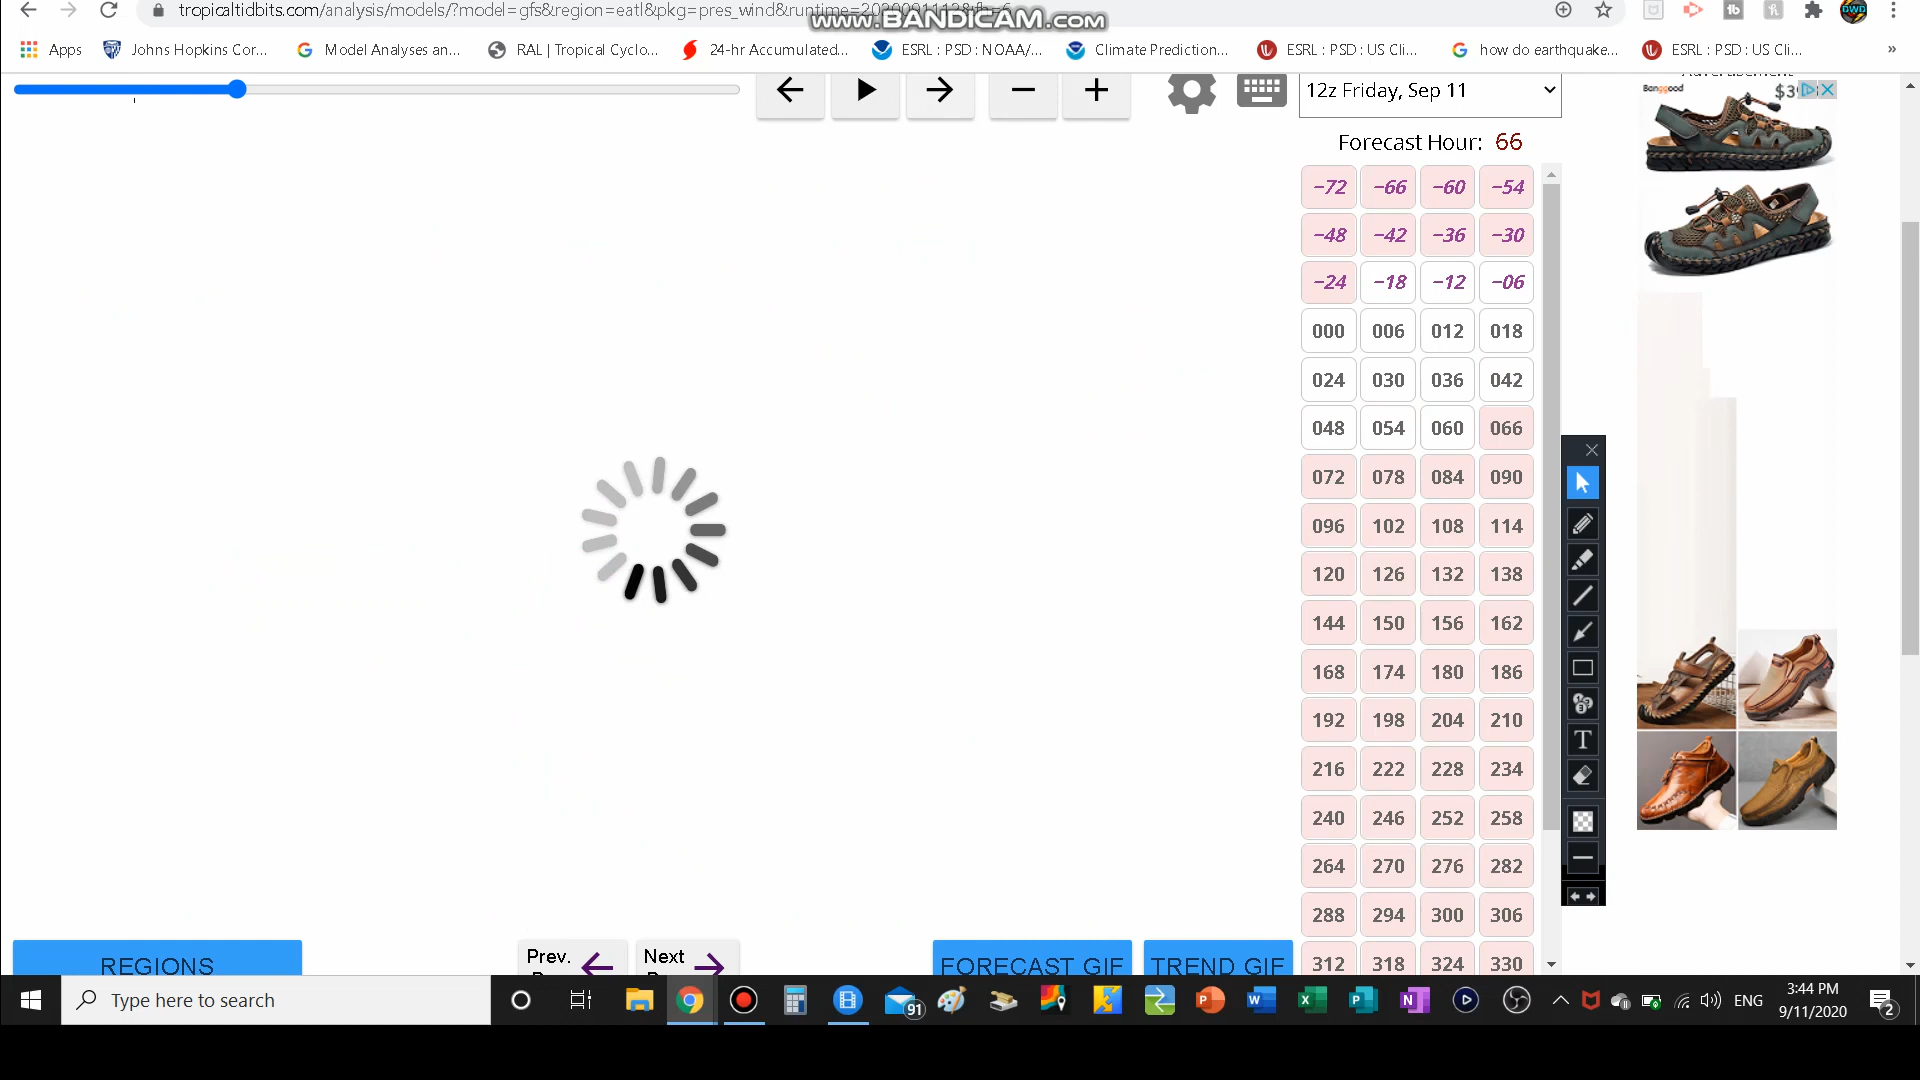 tropicaltidbits.com/analysis/models/?model=gfs&region=eatl&pkg=pres_wind&runtime=2020091112&fh=6
www.BANDICAM.com
Apps
Johns Hopkins Cor...
Model Analyses an...
RAL | Tropical Cyclo...
24-hr Accumulated...
ESRL : PSD : NOAA/...
Climate Prediction...
ESRL : PSD : US Cli...
how do earthquake...
ESRL : PSD : US Cli...
»
12z Friday, Sep 11
Advertisement
Banggood
Forecast Hour: 66
−72 −66 −60 −54
−48 −42 −36 −30
−24 −18 −12 −06
000 006 012 018
024 030 036 042
048 054 060 066
072 078 084 090
096 102 108 114
120 126 132 138
144 150 156 162
168 174 180 186
192 198 204 210
216 222 228 234
240 246 252 258
264 270 276 282
288 294 300 306
312 318 324 330
REGIONS
Prev.
Next
FORECAST GIF
TREND GIF
Type here to search
91
ENG
3:44 PM
9/11/2020
2